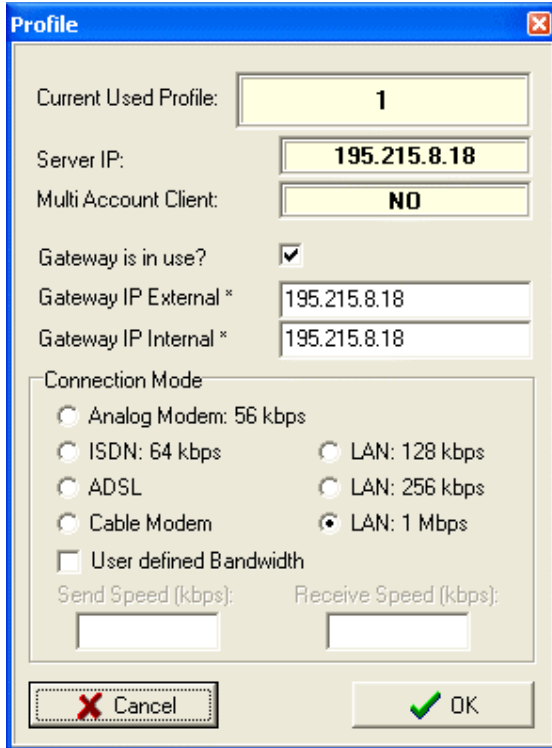 Profile
Current Used Profile: 1
Server IP: 195.215.8.18
Multi Account Client: NO
Gateway is in use?
Gateway IP External * 195.215.8.18
Gateway IP Internal * 195.215.8.18
Connection Mode
Analog Modem: 56 kbps
ISDN: 64 kbps LAN: 128 kbps
ADSL LAN: 256 kbps
Cable Modem LAN: 1 Mbps
User defined Bandwidth
Send Speed (kbps): Receive Speed (kbps):
Cancel OK